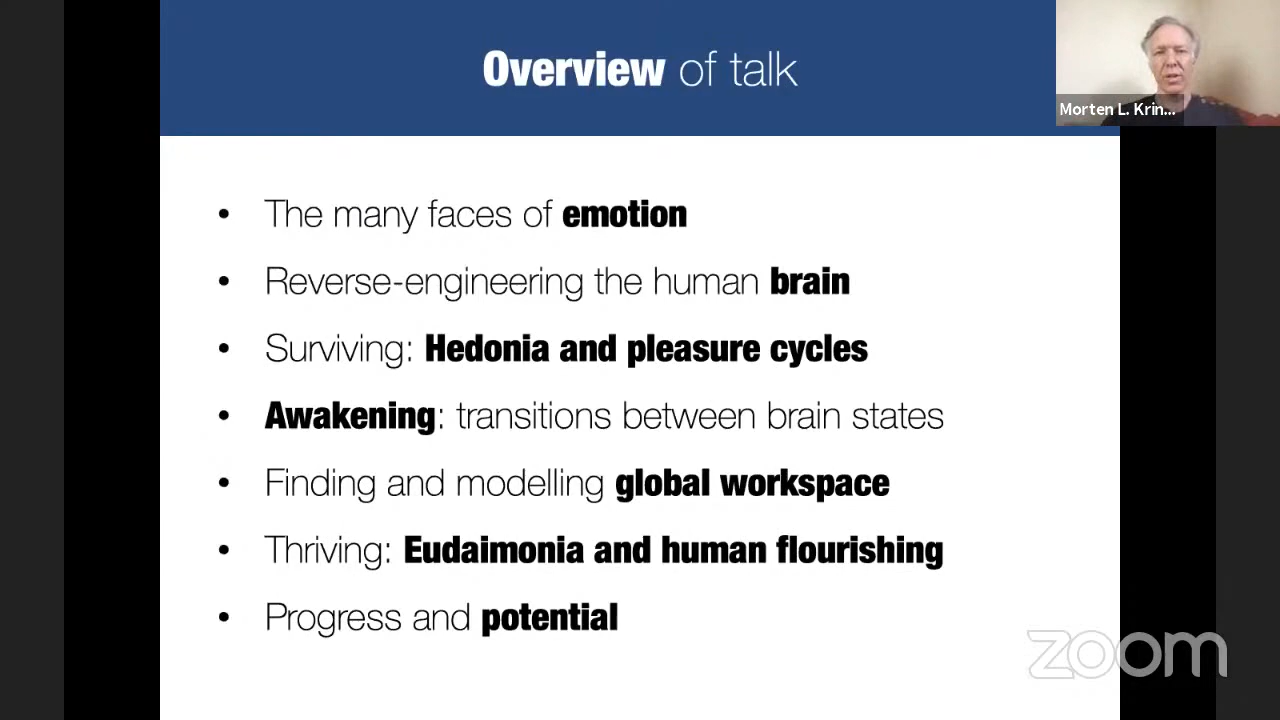 Overview of talk
Morten L. Krin...
• The many faces of emotion
• Reverse-engineering the human brain
• Surviving: Hedonia and pleasure cycles
• Awakening: transitions between brain states
• Finding and modelling global workspace
• Thriving: Eudaimonia and human flourishing
• Progress and potential
zoom